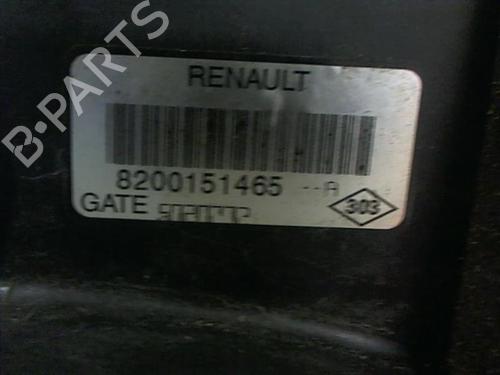 RENAULT
8200151465 --A
GATE
303
B-PARTS